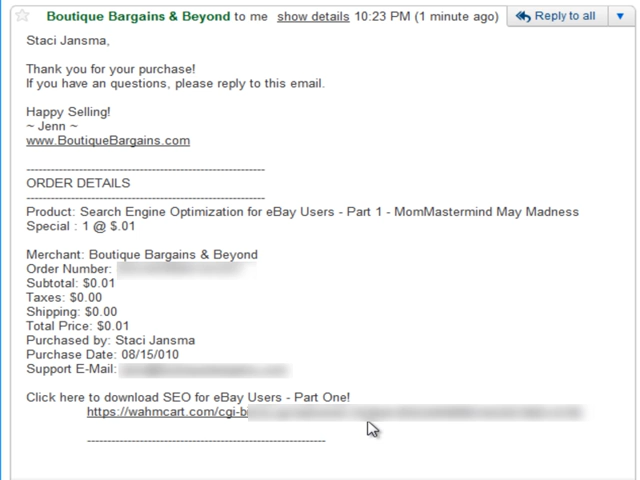 Boutique Bargains & Beyond to me show details 10:23 PM (1 minute ago) Reply to all
Staci Jansma,
Thank you for your purchase!
If you have an questions, please reply to this email.
Happy Selling!
~ Jenn ~
www.BoutiqueBargains.com
------------------------------------------------------------
ORDER DETAILS
------------------------------------------------------------
Product: Search Engine Optimization for eBay Users - Part 1 - MomMastermind May Madness
Special : 1 @ $.01
Merchant: Boutique Bargains & Beyond
Order Number:
Subtotal: $0.01
Taxes: $0.00
Shipping: $0.00
Total Price: $0.01
Purchased by: Staci Jansma
Purchase Date: 08/15/010
Support E-Mail:
Click here to download SEO for eBay Users - Part One!
https://wahmcart.com/cgi-b
------------------------------------------------------------